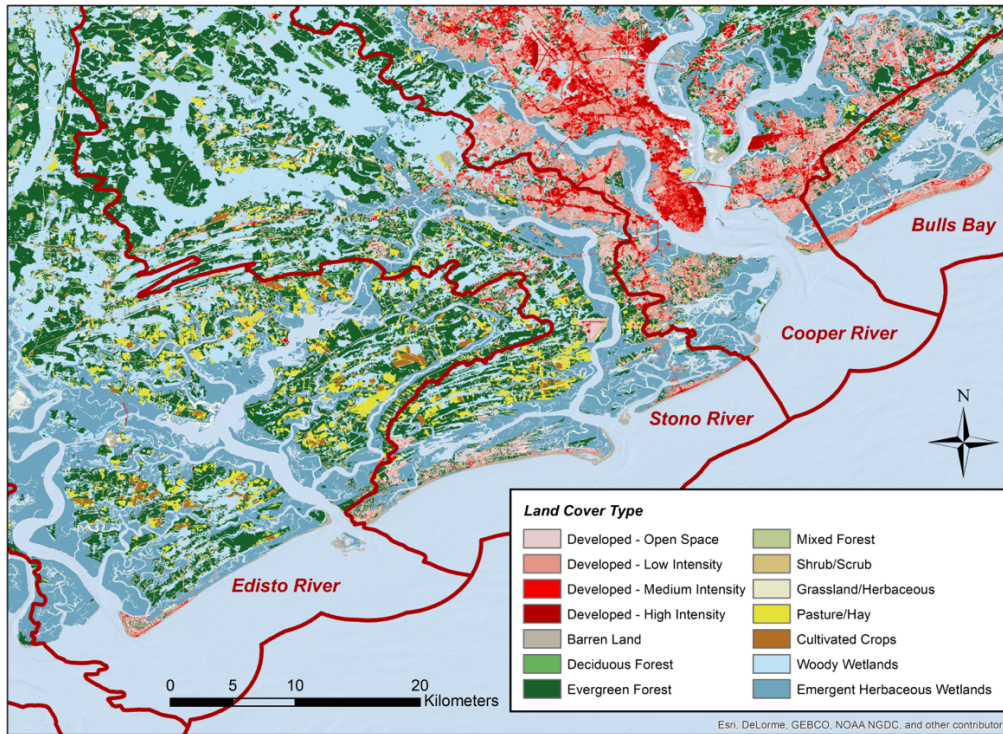 Bulls Bay
Cooper River
Stono River
Edisto River
N
Land Cover Type
Developed - Open Space
Developed - Low Intensity
Developed - Medium Intensity
Developed - High Intensity
Barren Land
Deciduous Forest
Evergreen Forest
Mixed Forest
Shrub/Scrub
Grassland/Herbaceous
Pasture/Hay
Cultivated Crops
Woody Wetlands
Emergent Herbaceous Wetlands
0 5 10 20
Kilometers
Esri, DeLorme, GEBCO, NOAA NGDC, and other contributor